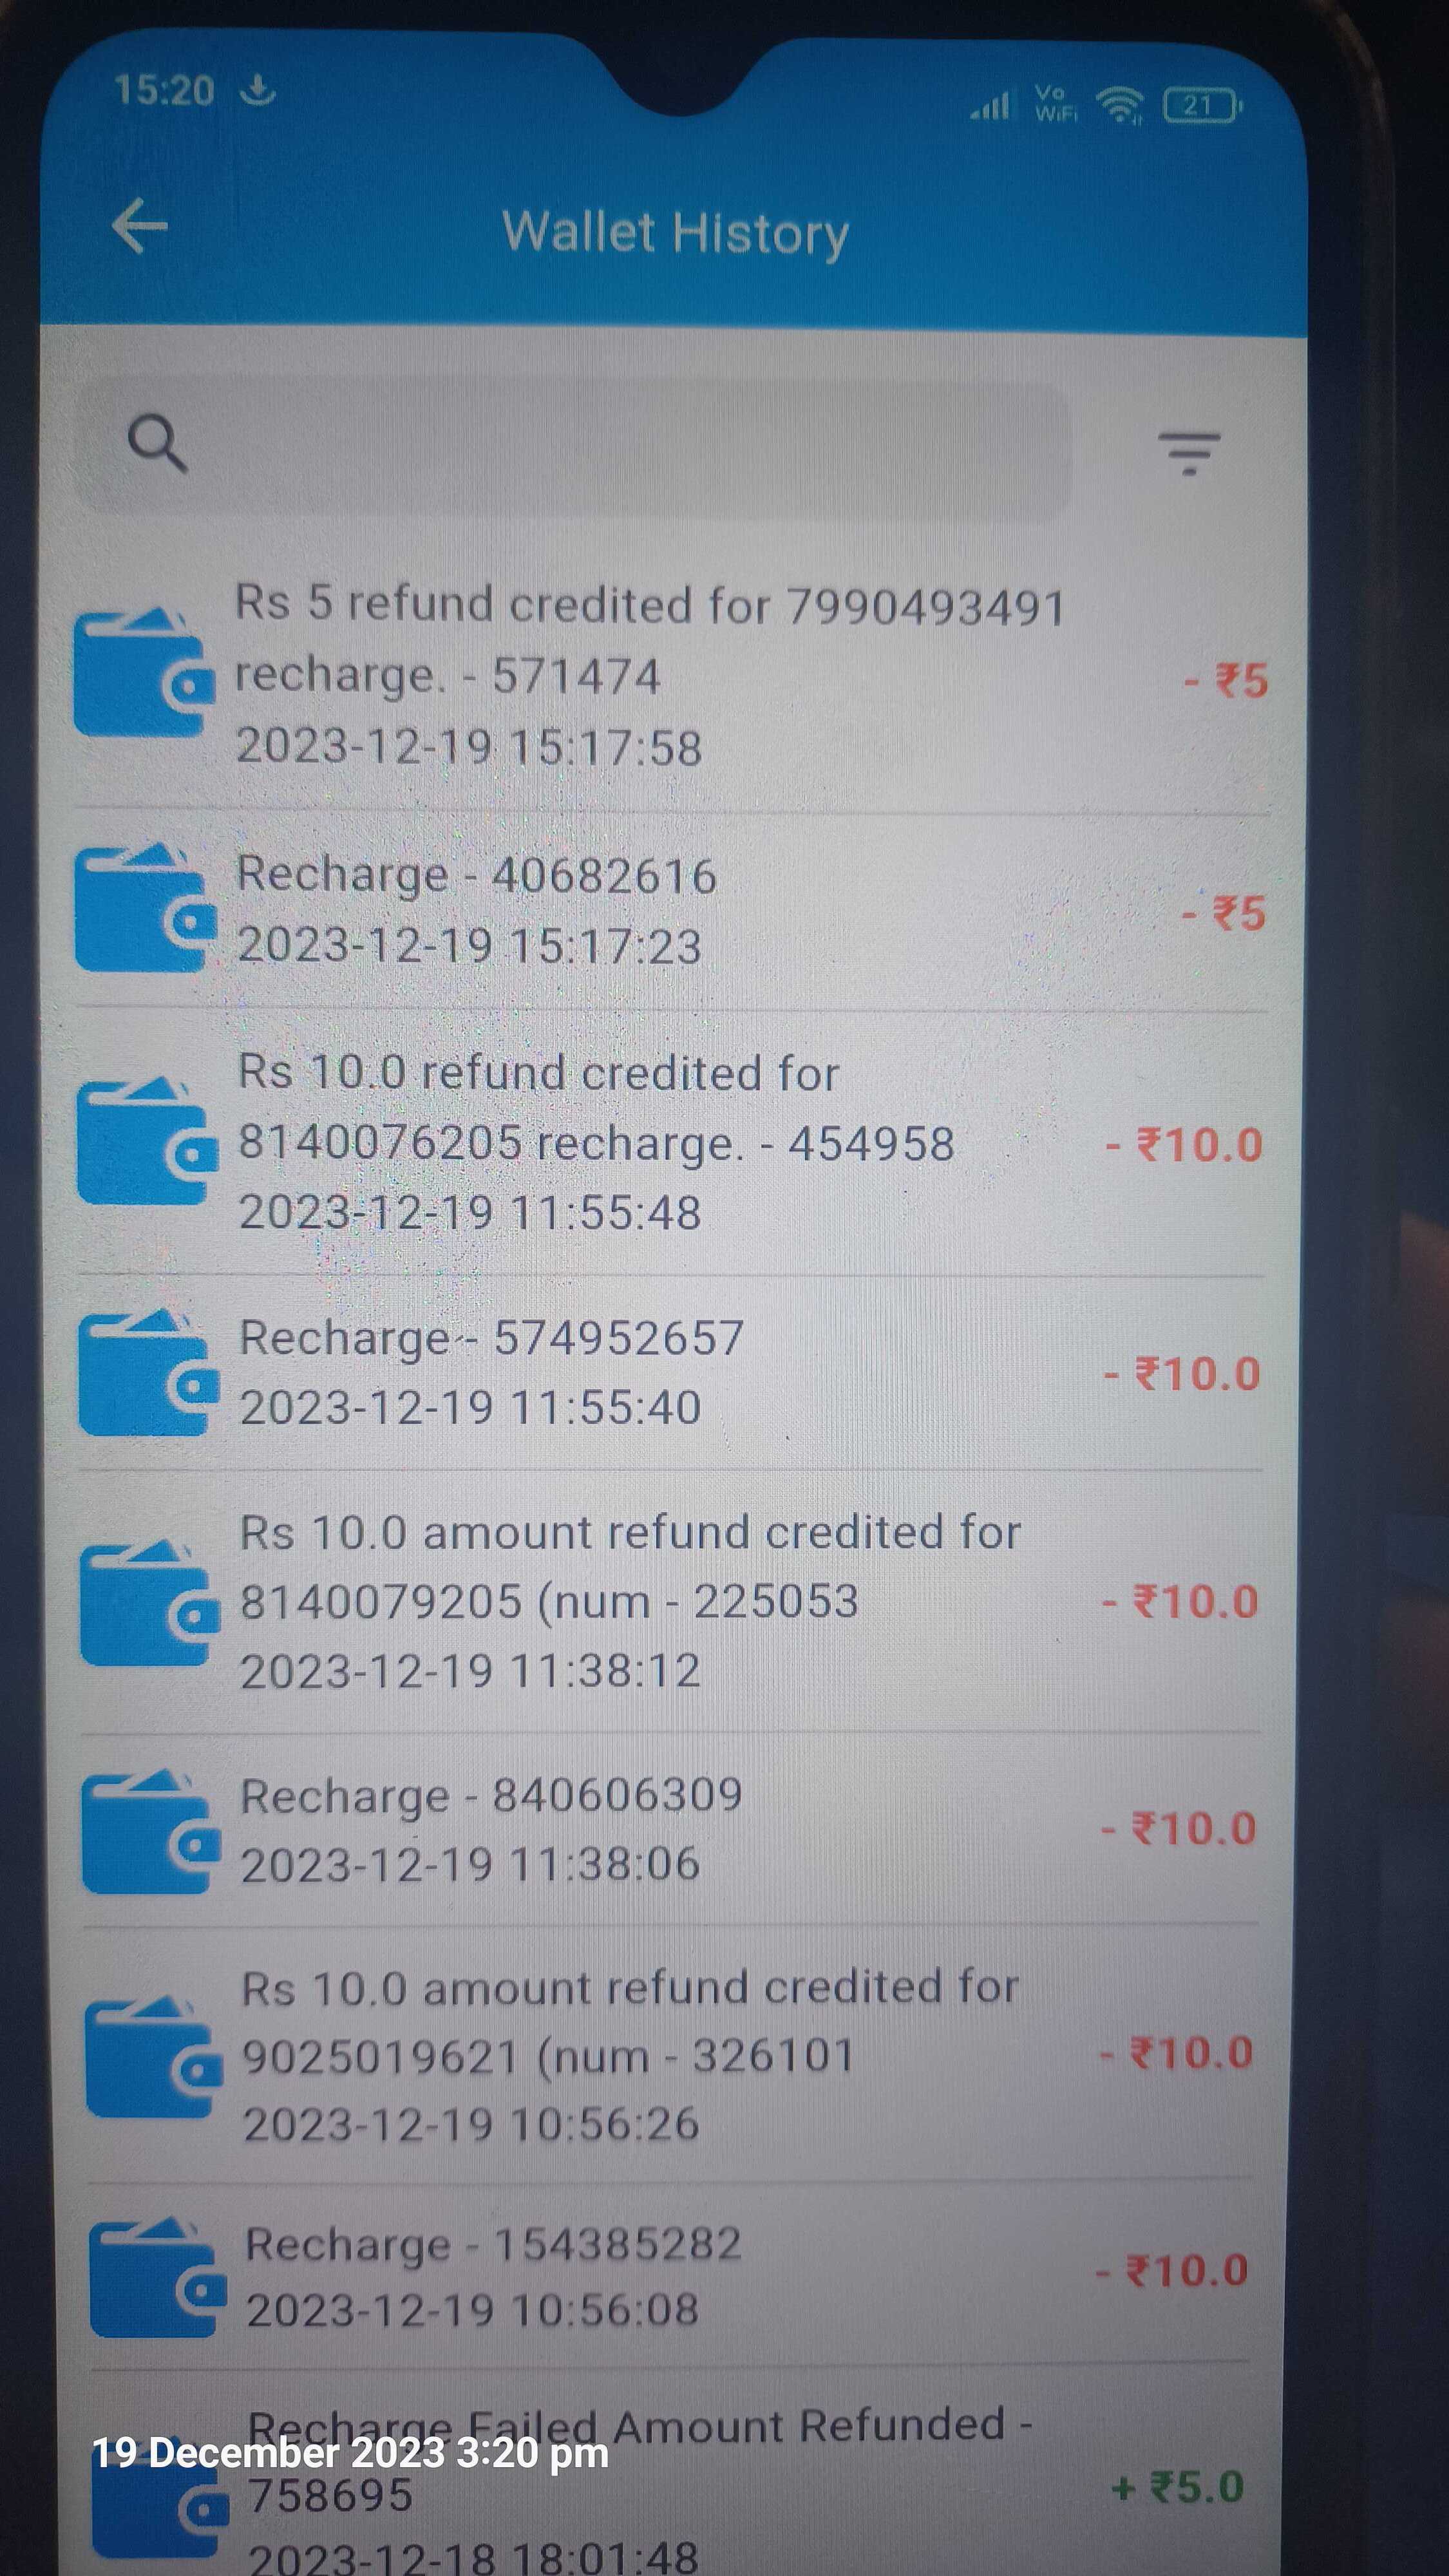 15:20
Vo
WiFi
21
Wallet History
Rs 5 refund credited for 7990493491
recharge. - 571474
2023-12-19 15:17:58
- ₹5
Recharge - 40682616
2023-12-19 15:17:23
- ₹5
Rs 10.0 refund credited for
8140076205 recharge. - 454958
2023-12-19 11:55:48
- ₹10.0
Recharge - 574952657
2023-12-19 11:55:40
- ₹10.0
Rs 10.0 amount refund credited for
8140079205 (num - 225053
2023-12-19 11:38:12
- ₹10.0
Recharge - 840606309
2023-12-19 11:38:06
- ₹10.0
Rs 10.0 amount refund credited for
9025019621 (num - 326101
2023-12-19 10:56:26
- ₹10.0
Recharge - 154385282
2023-12-19 10:56:08
- ₹10.0
Recharge Failed Amount Refunded -
758695
2023-12-18 18:01:48
+ ₹5.0
19 December 2023 3:20 pm